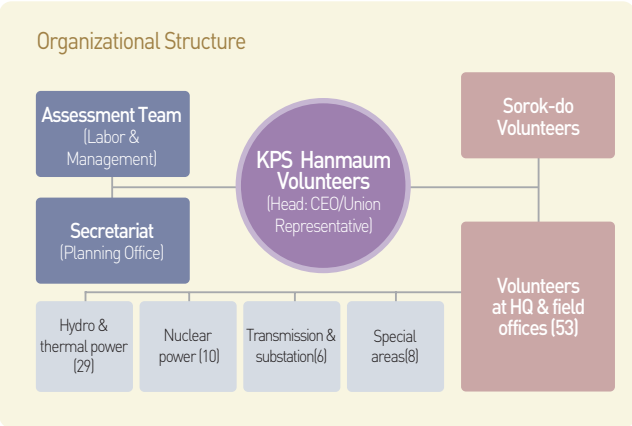 Organizational Structure
Assessment Team
(Labor &
Management)
Secretariat
(Planning Office)
KPS Hanmaum
Volunteers
(Head: CEO/Union
Representative)
Sorok-do
Volunteers
Volunteers
at HQ & field
offices (53)
Hydro &
thermal power
(29)
Nuclear
power (10)
Transmission &
substation(6)
Special
areas(8)